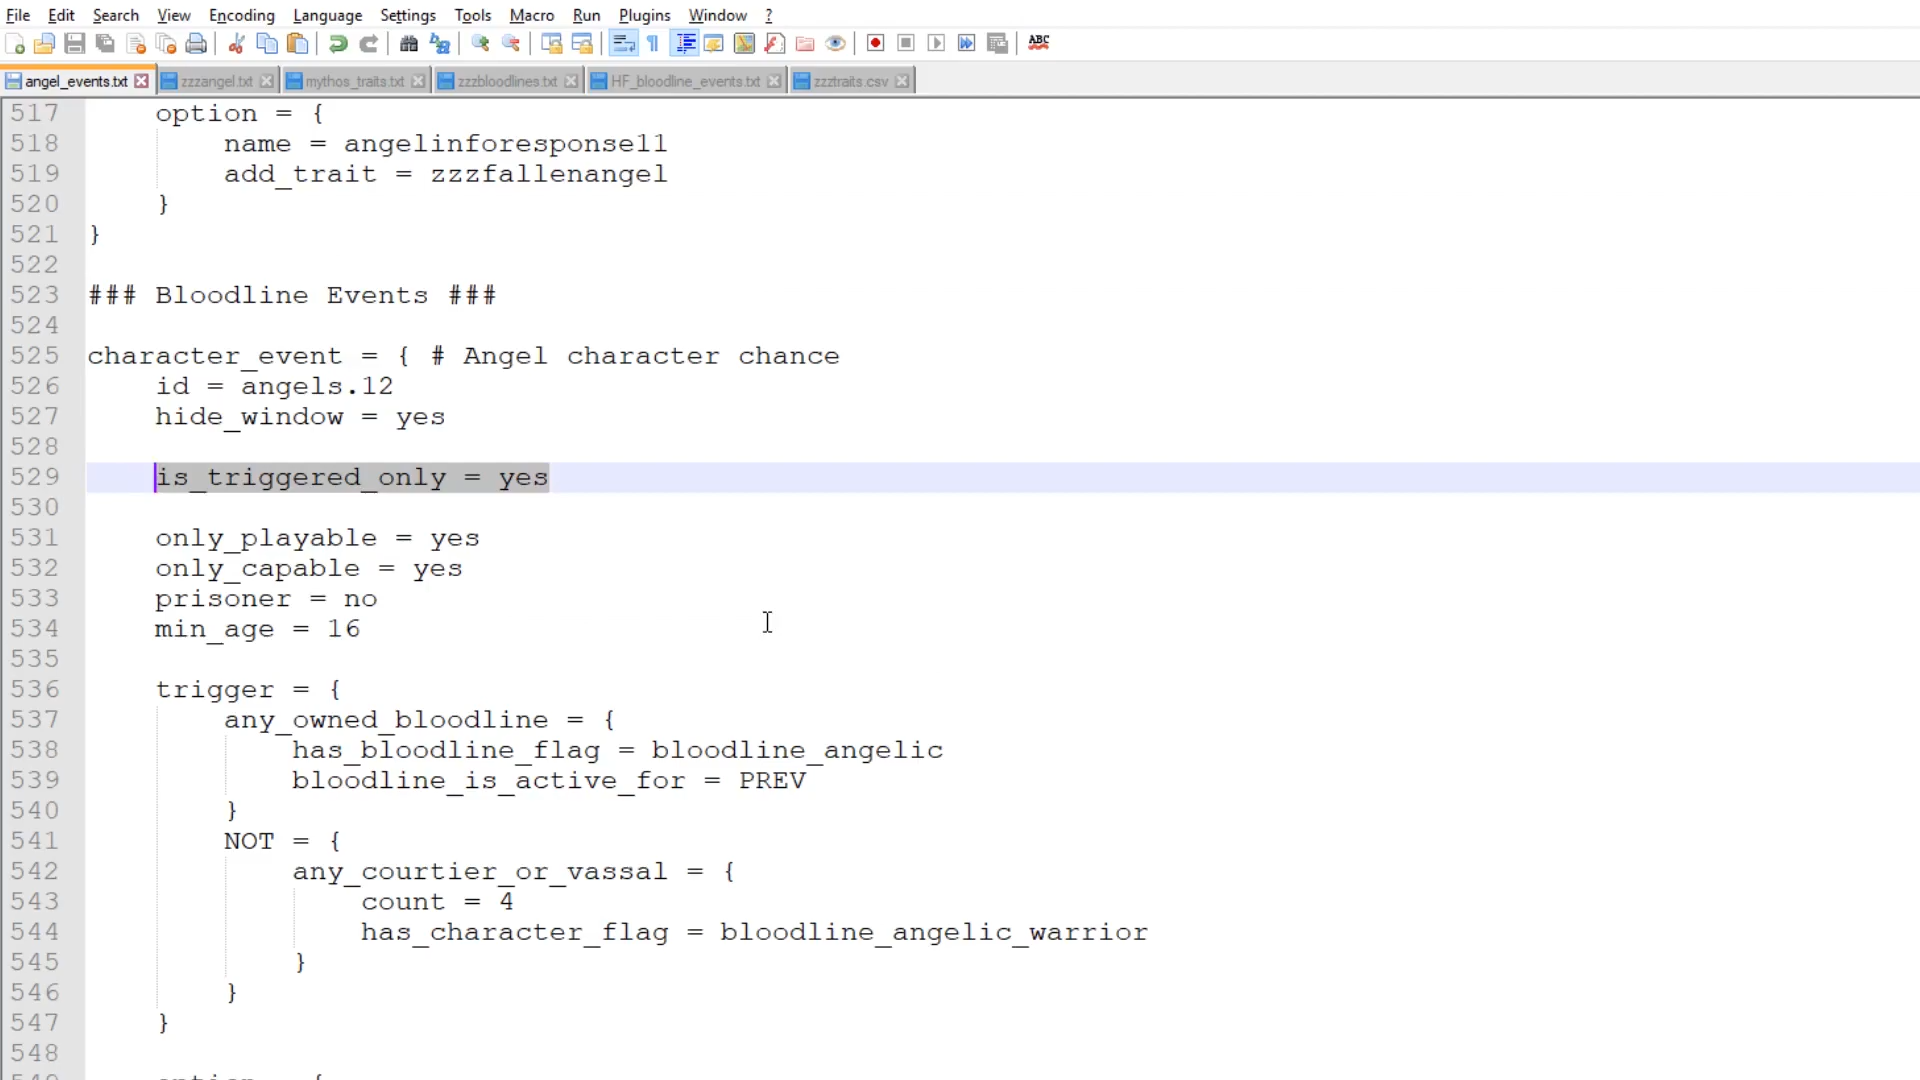 File Edit Search View Encoding Language Settings Tools Macro Run Plugins Window ?
ABC
angel_events.txt zzzangel.txt mythos_traits.txt zzzbloodlines.txt HF_bloodline_events.txt zzztraits.csv
517 option = {
518 name = angelinforesponse11
519 add_trait = zzzfallenangel
520 }
521 }
522
523 ### Bloodline Events ###
524
525 character_event = { # Angel character chance
526 id = angels.12
527 hide_window = yes
528
529 is_triggered_only = yes
530
531 only_playable = yes
532 only_capable = yes
533 prisoner = no
534 min_age = 16
535
536 trigger = {
537 any_owned_bloodline = {
538 has_bloodline_flag = bloodline_angelic
539 bloodline_is_active_for = PREV
540 }
541 NOT = {
542 any_courtier_or_vassal = {
543 count = 4
544 has_character_flag = bloodline_angelic_warrior
545 }
546 }
547 }
548